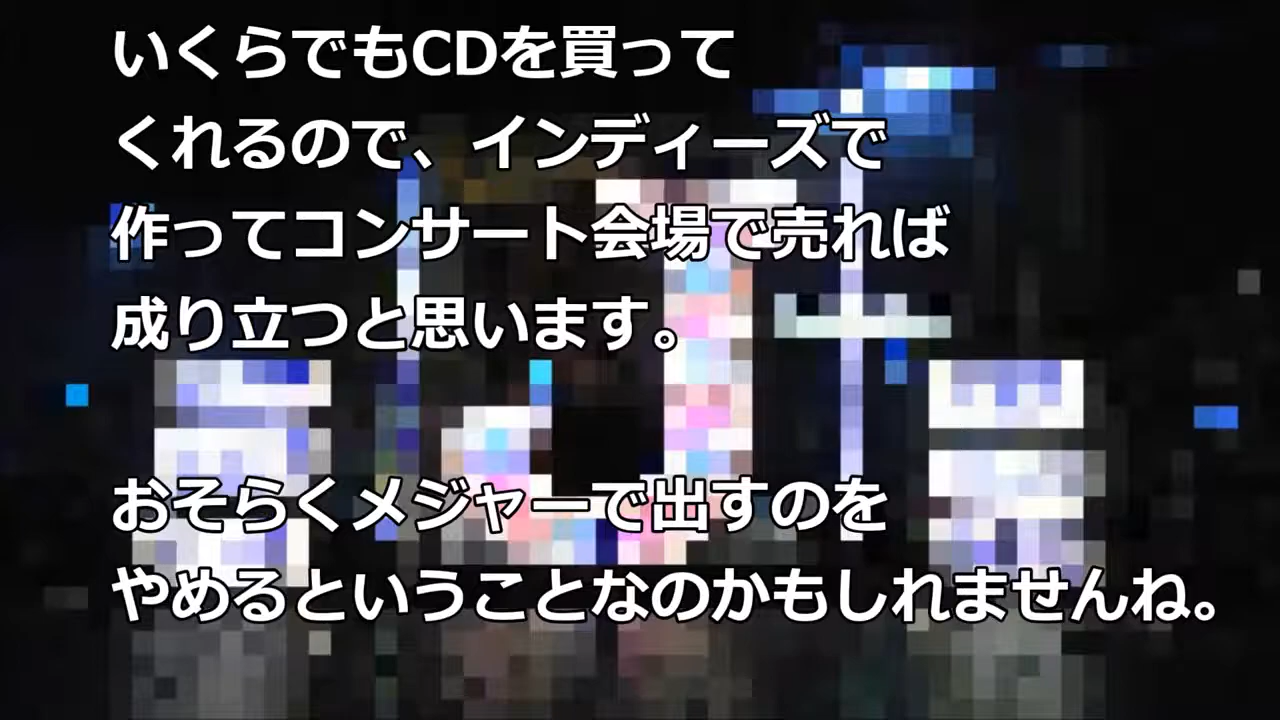 いくらでもCDを買って
くれるので、インディーズで
作ってコンサート会場で売れば
成り立つと思います。
おそらくメジャーで出すのを
やめるということなのかもしれませんね。